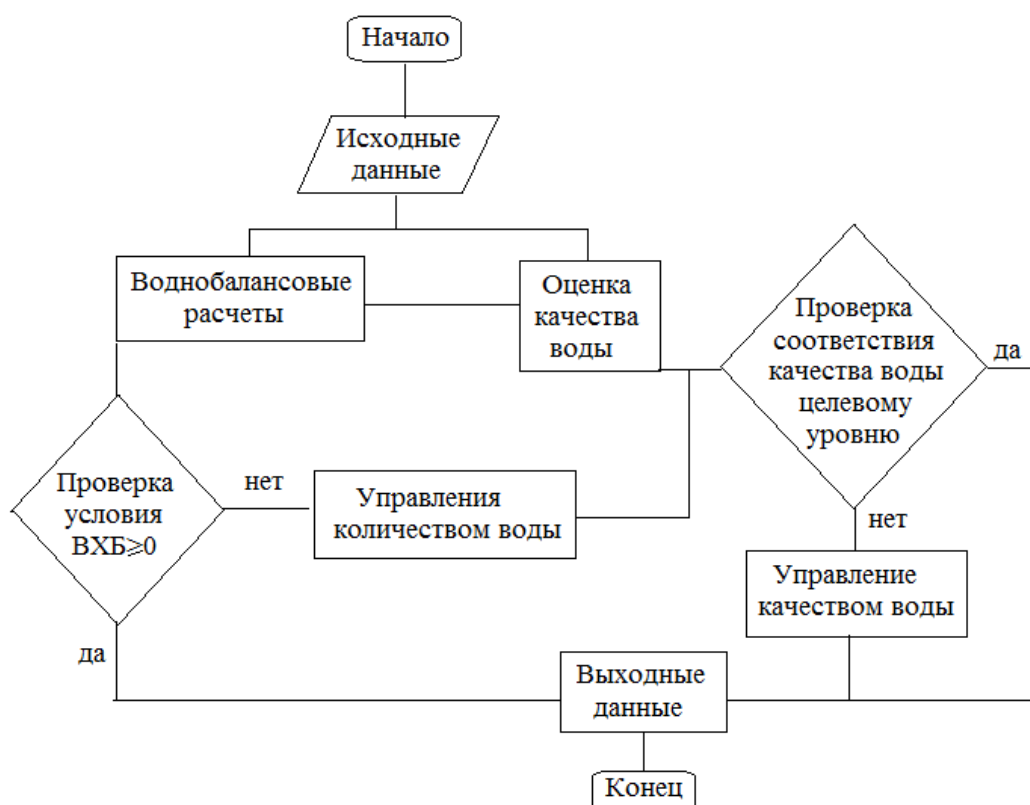 Начало
Исходные
данные
Воднобалансовые
расчеты
Оценка
качества
воды
Проверка
соответствия
качества воды
целевому
уровню
да
Проверка
условия
ВХБ≥0
нет
Управления
количеством воды
нет
Управление
качеством воды
да
Выходные
данные
Конец